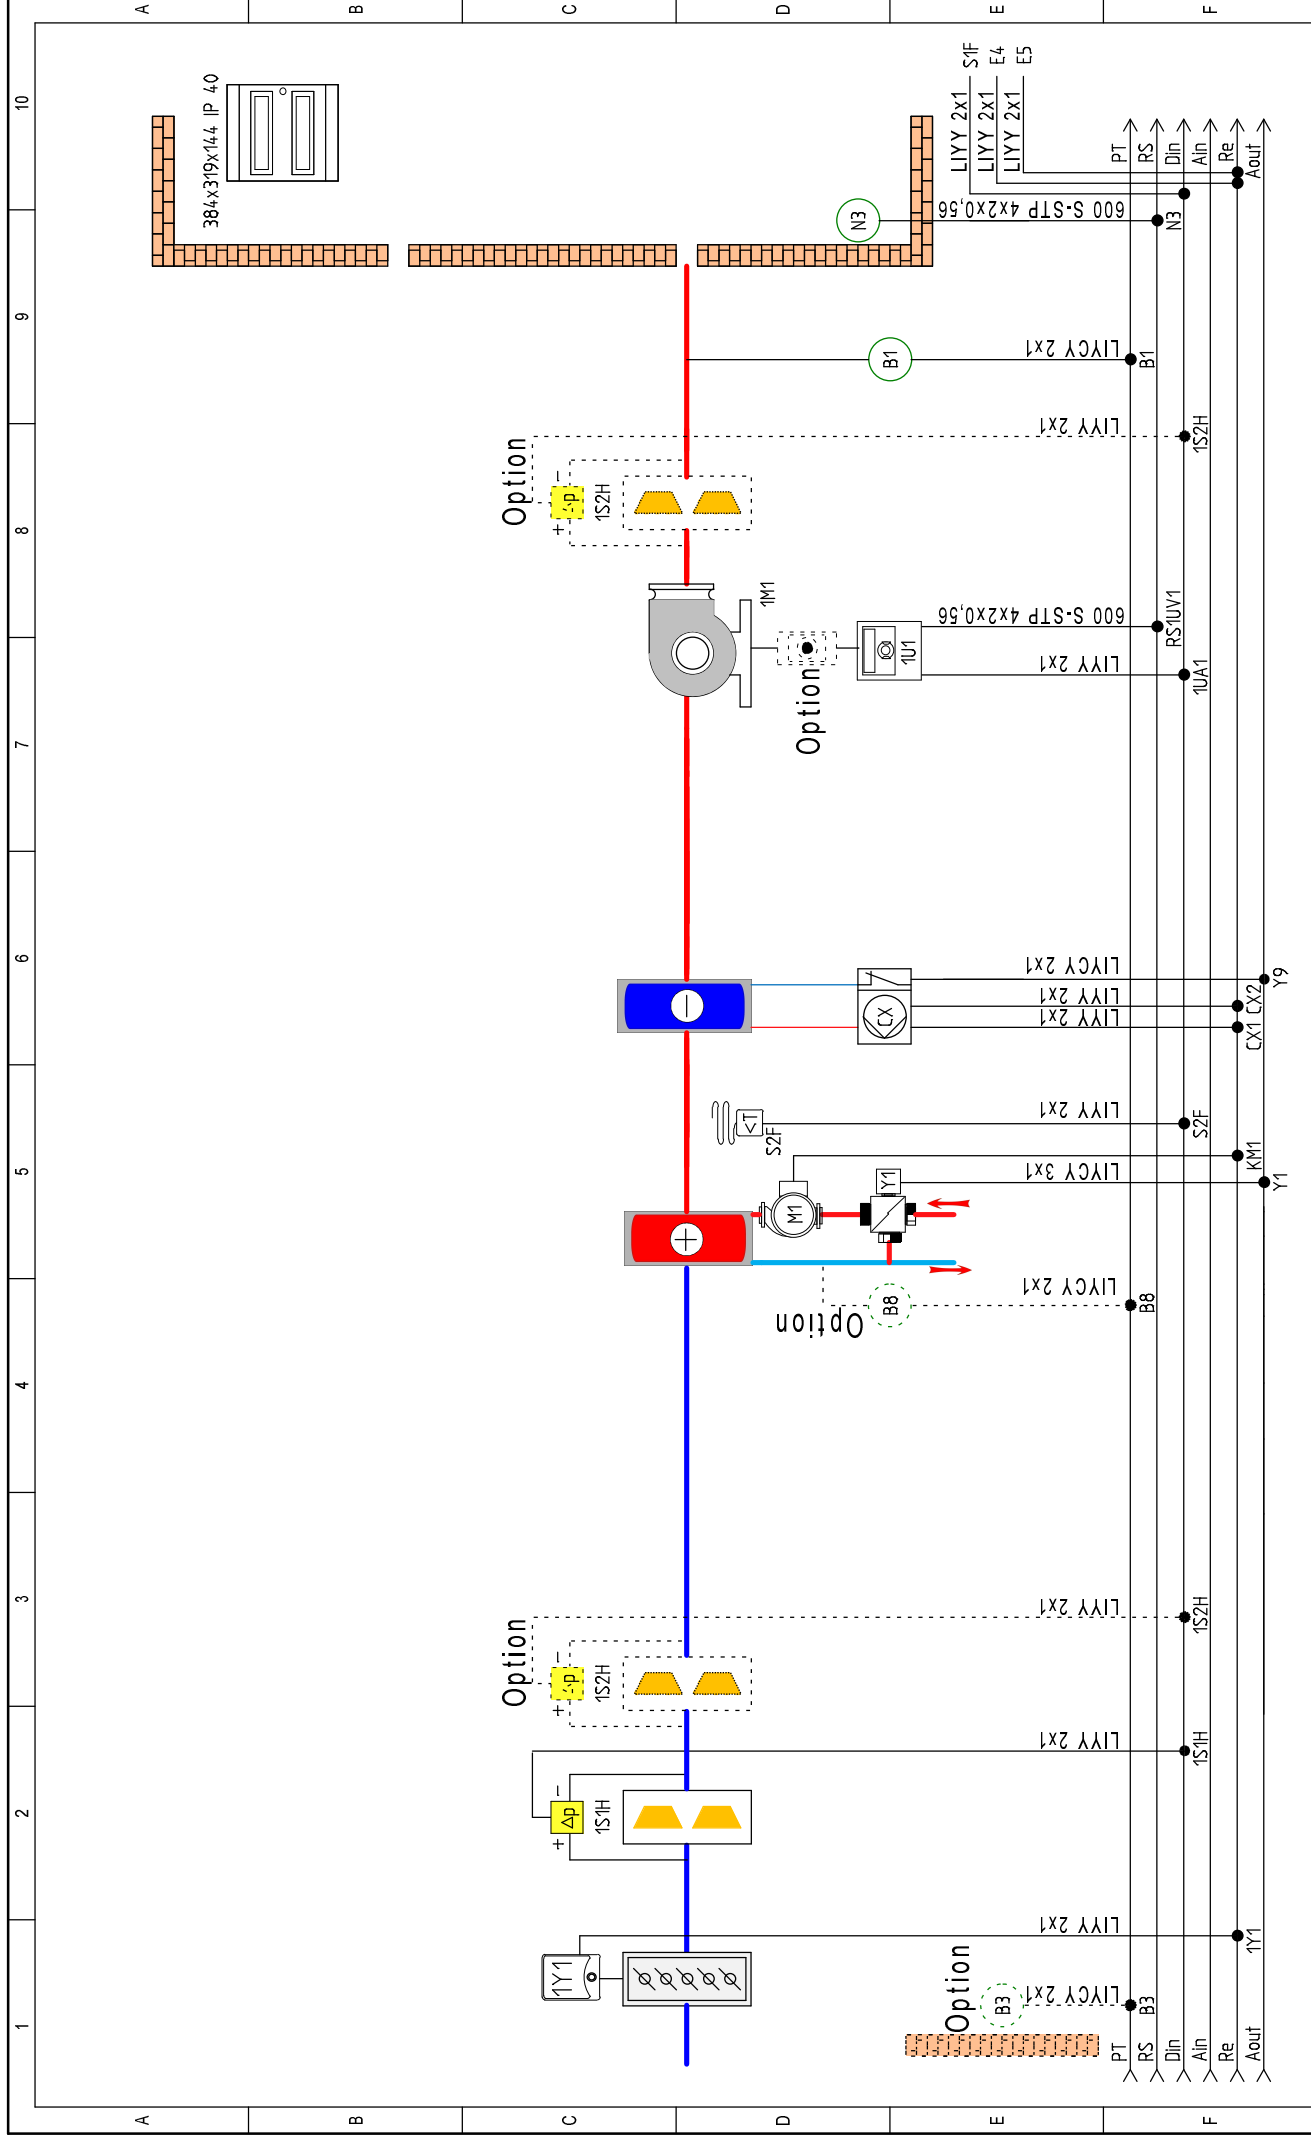 1
2
3
4
5
6
7
8
9
10
A
B
C
D
E
F
A
B
C
D
E
F
384x319x144 IP 40
Option
Option
+
-
Δp
1S1H
+
-
1S2H
+
-
1S2H
1Y1
1M1
Option
M1
Y1
<T
S2F
CX
1U1
Option
B8
B1
N3
Option
B3
S1F
E4
E5
LIYY 2x1
LIYY 2x1
LIYY 2x1
LIYCY 2x1
LIYY 2x1
LIYY 2x1
LIYY 2x1
LIYCY 2x1
LIYCY 3x1
LIYY 2x1
LIYY 2x1
LIYY 2x1
LIYCY 2x1
LIYY 2x1
600 S-STP 4x2x0,56
LIYY 2x1
LIYCY 2x1
600 S-STP 4x2x0,56
PT
RS
Din
Ain
Re
Aout
PT
RS
Din
Ain
Re
Aout
B3
1Y1
1S1H
1S2H
B8
Y1
KM1
S2F
CX1
CX2
Y9
1UA1
RS1UV1
1S2H
B1
N3